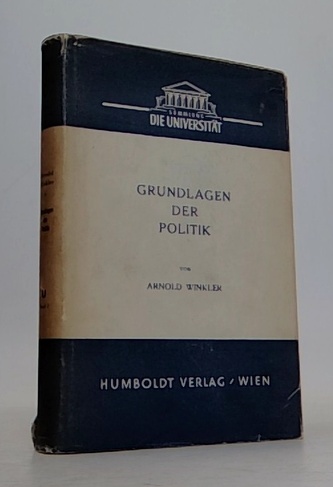 SAMMLUNG
DIE UNIVERSITÄT
GRUNDLAGEN
DER
POLITIK
VON
ARNOLD WINKLER
HUMBOLDT VERLAG / WIEN